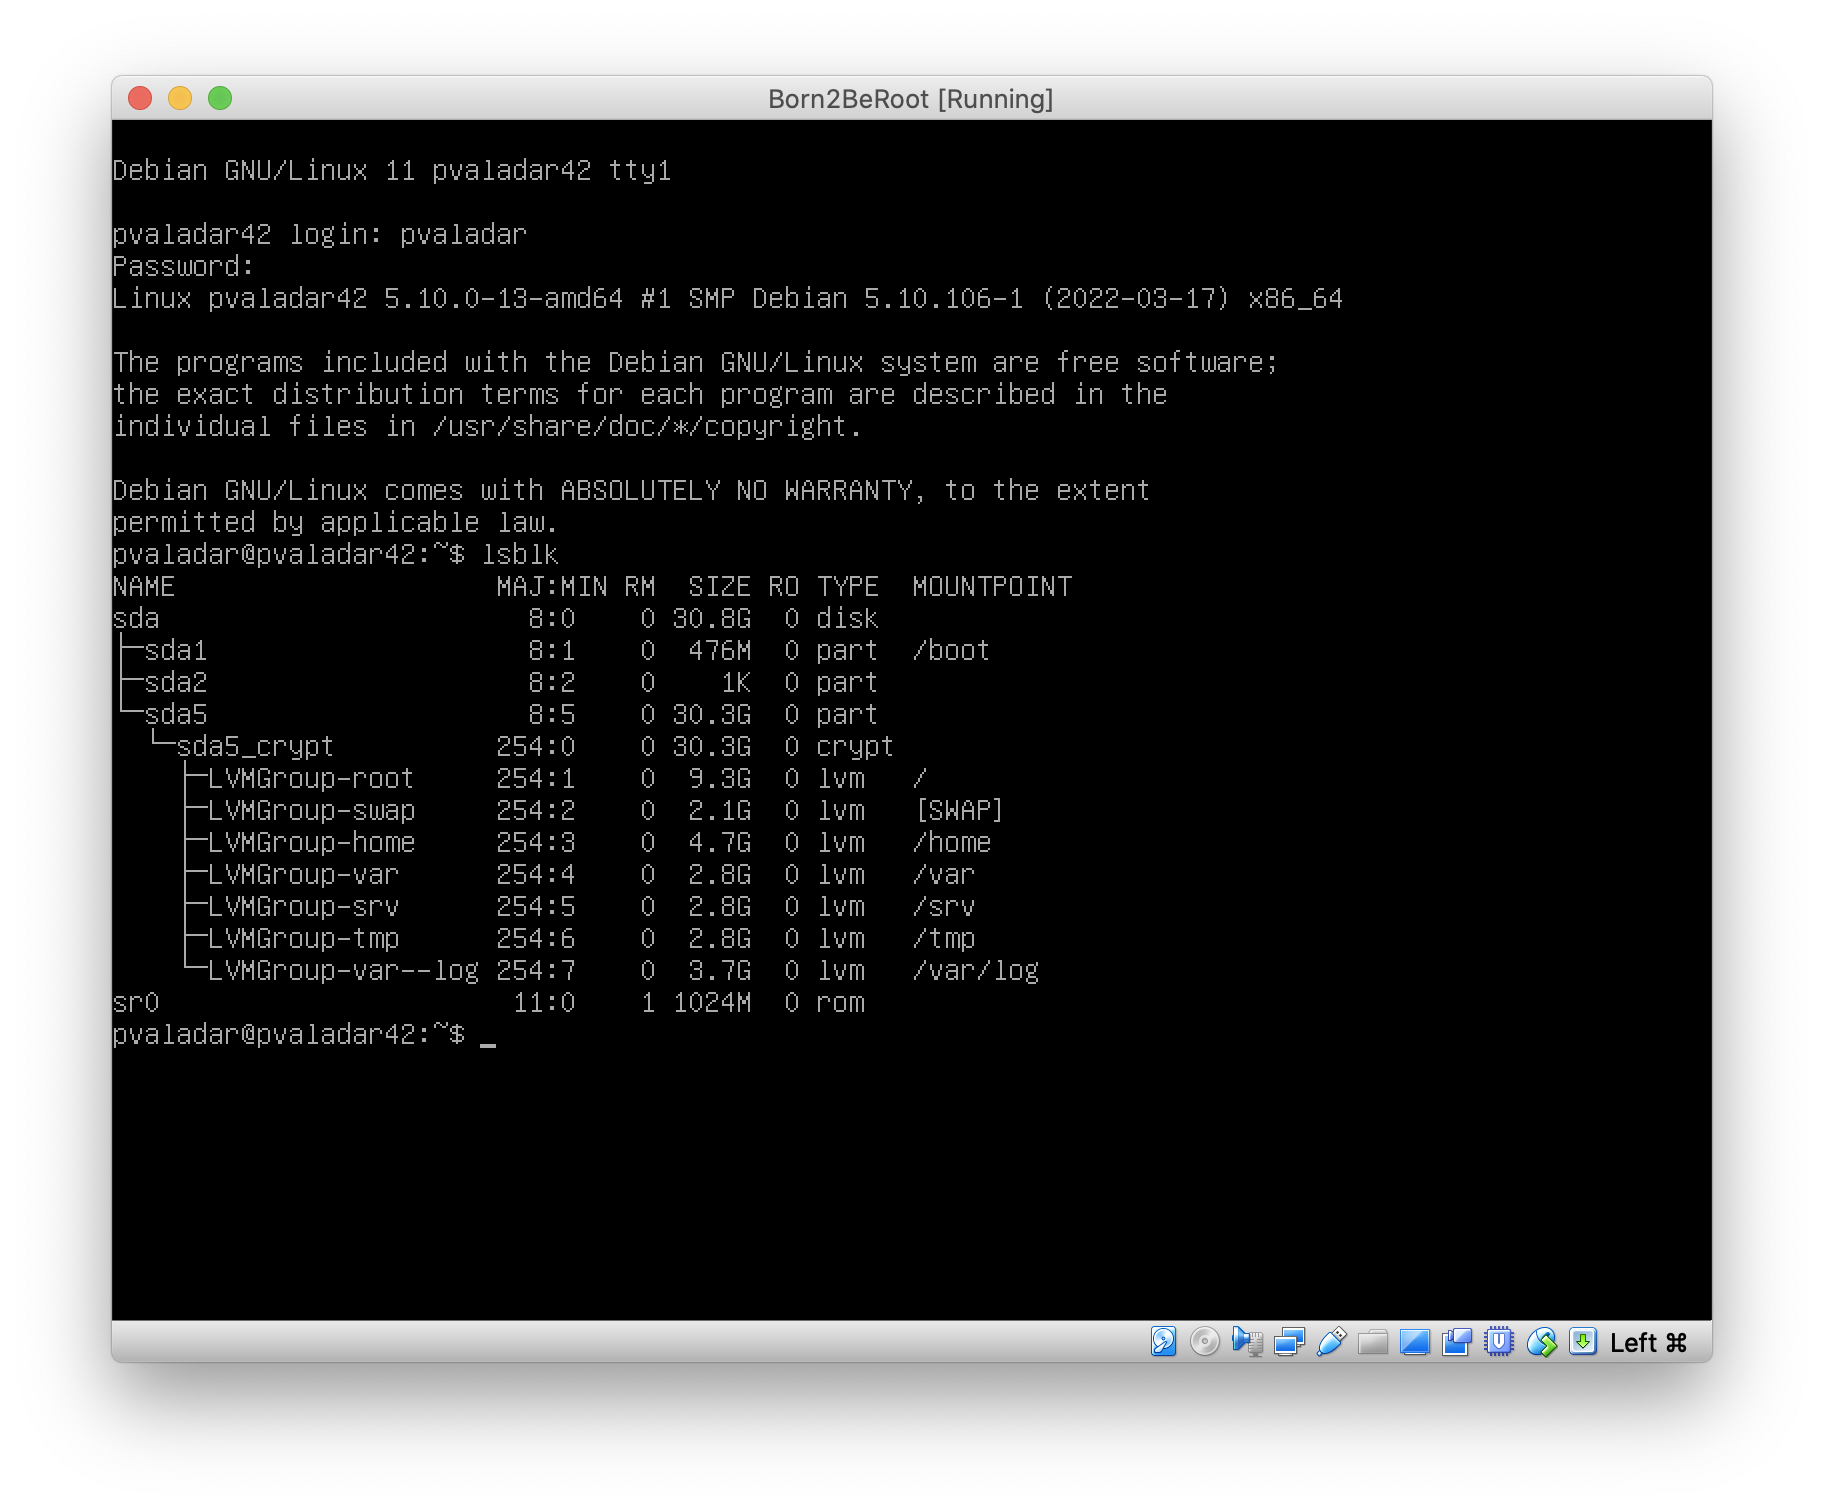 Born2BeRoot [Running]
Debian GNU/Linux 11 pvaladar42 tty1
pvaladar42 login: pvaladar
Password:
Linux pvaladar42 5.10.0-13-amd64 #1 SMP Debian 5.10.106-1 (2022-03-17) x86_64
The programs included with the Debian GNU/Linux system are free software;
the exact distribution terms for each program are described in the
individual files in /usr/share/doc/*/copyright.
Debian GNU/Linux comes with ABSOLUTELY NO WARRANTY, to the extent
permitted by applicable law.
pvaladar@pvaladar42:~$ lsblk
NAME                    MAJ:MIN RM  SIZE RO TYPE  MOUNTPOINT
sda                       8:0    0 30.8G  0 disk
├─sda1                    8:1    0  476M  0 part  /boot
├─sda2                    8:2    0    1K  0 part
└─sda5                    8:5    0 30.3G  0 part
  └─sda5_crypt          254:0    0 30.3G  0 crypt
    ├─LVMGroup-root     254:1    0  9.3G  0 lvm   /
    ├─LVMGroup-swap     254:2    0  2.1G  0 lvm   [SWAP]
    ├─LVMGroup-home     254:3    0  4.7G  0 lvm   /home
    ├─LVMGroup-var      254:4    0  2.8G  0 lvm   /var
    ├─LVMGroup-srv      254:5    0  2.8G  0 lvm   /srv
    ├─LVMGroup-tmp      254:6    0  2.8G  0 lvm   /tmp
    └─LVMGroup-var--log 254:7    0  3.7G  0 lvm   /var/log
sr0                      11:0    1 1024M  0 rom
pvaladar@pvaladar42:~$ _
Left ⌘